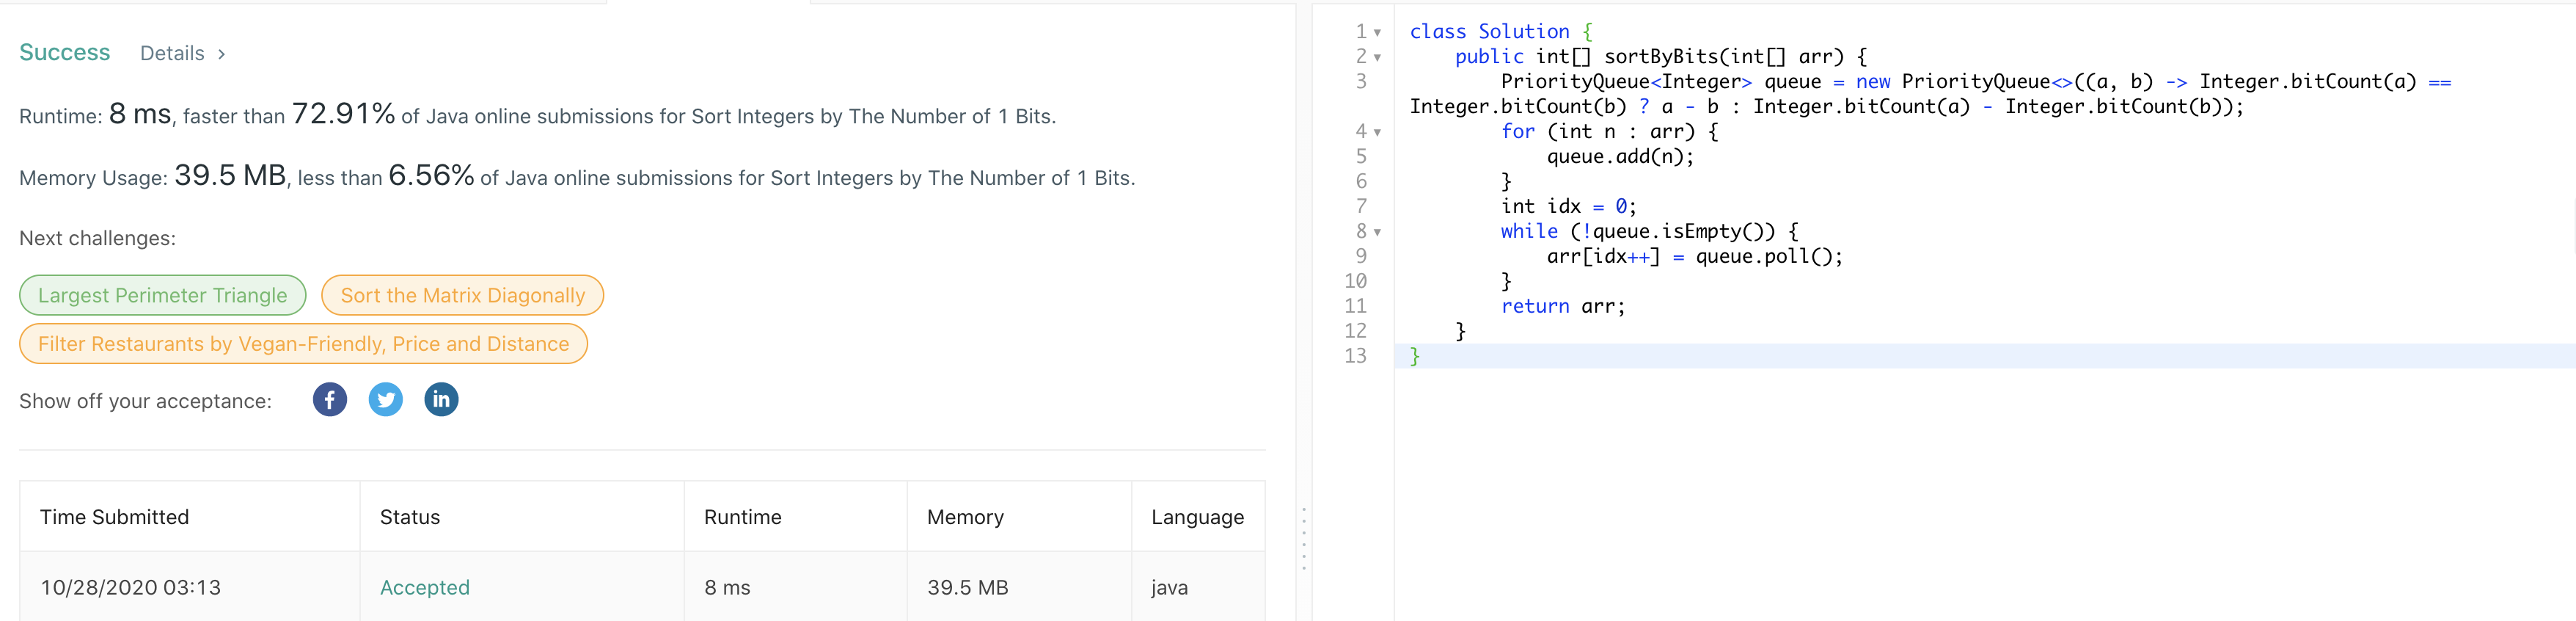 Success Details >
Runtime: 8 ms, faster than 72.91% of Java online submissions for Sort Integers by The Number of 1 Bits.
Memory Usage: 39.5 MB, less than 6.56% of Java online submissions for Sort Integers by The Number of 1 Bits.
Next challenges:
Largest Perimeter Triangle Sort the Matrix Diagonally
Filter Restaurants by Vegan-Friendly, Price and Distance
Show off your acceptance: f in
Time Submitted Status Runtime Memory Language
10/28/2020 03:13 Accepted 8 ms 39.5 MB java
1 class Solution {
2     public int[] sortByBits(int[] arr) {
3         PriorityQueue<Integer> queue = new PriorityQueue<>((a, b) -> Integer.bitCount(a) ==
Integer.bitCount(b) ? a - b : Integer.bitCount(a) - Integer.bitCount(b));
4         for (int n : arr) {
5             queue.add(n);
6         }
7         int idx = 0;
8         while (!queue.isEmpty()) {
9             arr[idx++] = queue.poll();
10         }
11         return arr;
12     }
13 }